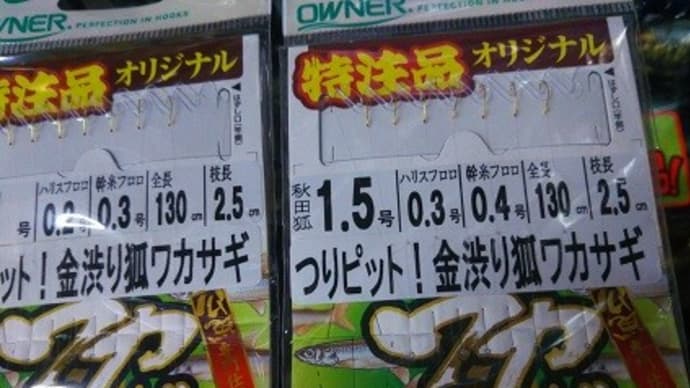 OWNER
PERFECTION IN HOOKS
特注品 オリジナル
号
ハリスフロロ
0.2号
幹糸フロロ
0.3号
全長
130cm
枝長
2.5cm
ット！金渋り狐ワカサギ
OWNER
PERFECTION IN HOOKS
特注品 オリジナル
秋田狐
1.5号
ハリスフロロ
0.3号
幹糸フロロ
0.4号
全長
130cm
枝長
2.5cm
つりピット！金渋り狐ワカサギ